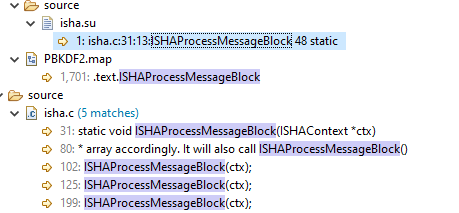 source
isha.su
1: isha.c:31:13:ISHAProcessMessageBlock 48 static
PBKDF2.map
1,701: .text.ISHAProcessMessageBlock
source
isha.c (5 matches)
31: static void ISHAProcessMessageBlock(ISHAContext *ctx)
80: * array accordingly. It will also call ISHAProcessMessageBlock()
102: ISHAProcessMessageBlock(ctx);
125: ISHAProcessMessageBlock(ctx);
199: ISHAProcessMessageBlock(ctx);